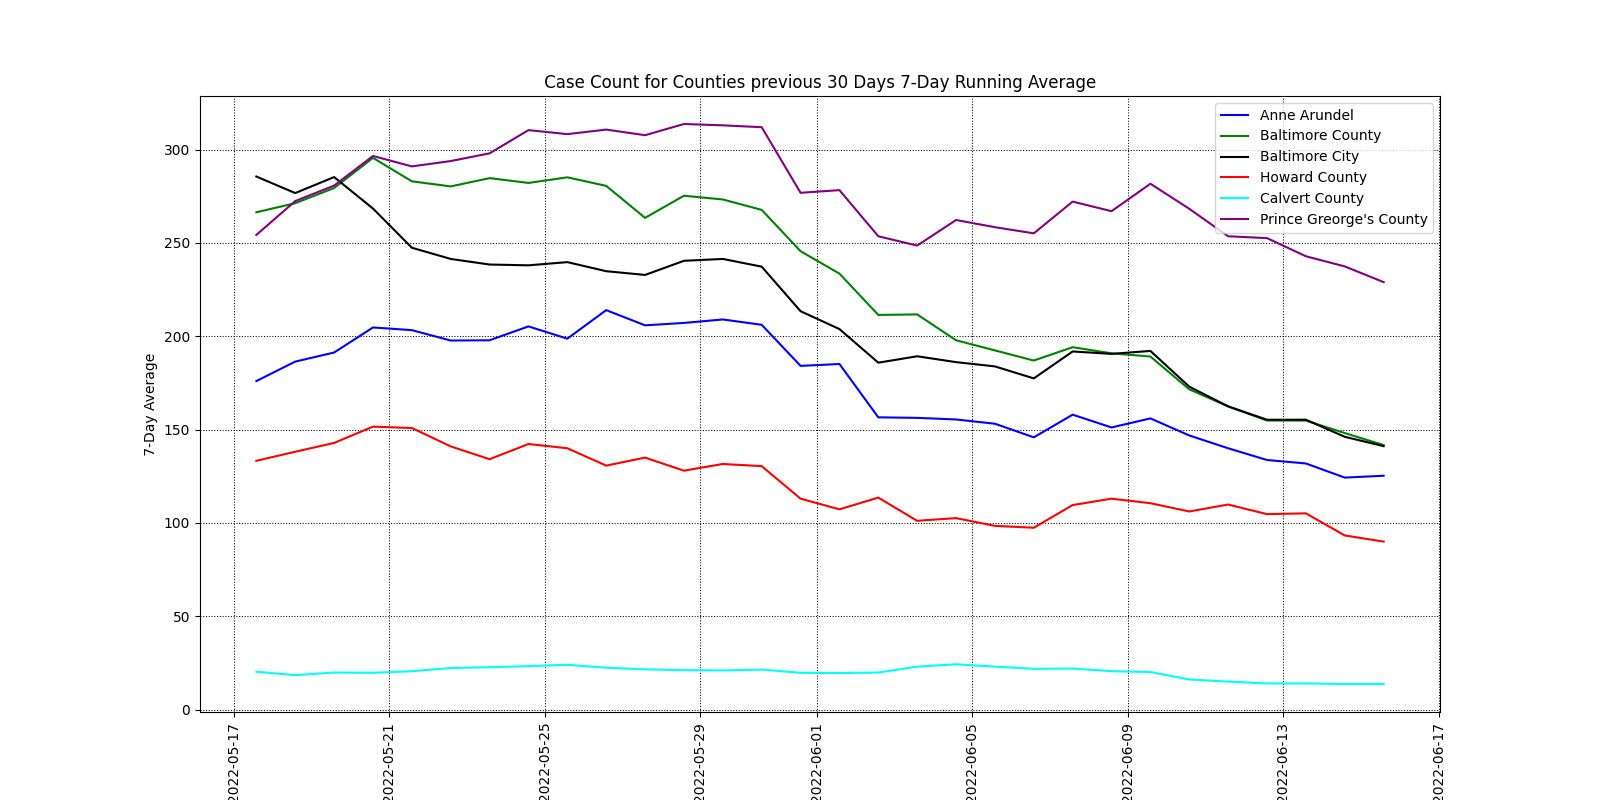 Case Count for Counties previous 30 Days 7-Day Running Average
Anne Arundel
Baltimore County
Baltimore City
Howard County
Calvert County
Prince Greorge's County
7-Day Average
300
250
200
150
100
50
0
2022-05-17
2022-05-21
2022-05-25
2022-05-29
2022-06-01
2022-06-05
2022-06-09
2022-06-13
2022-06-17